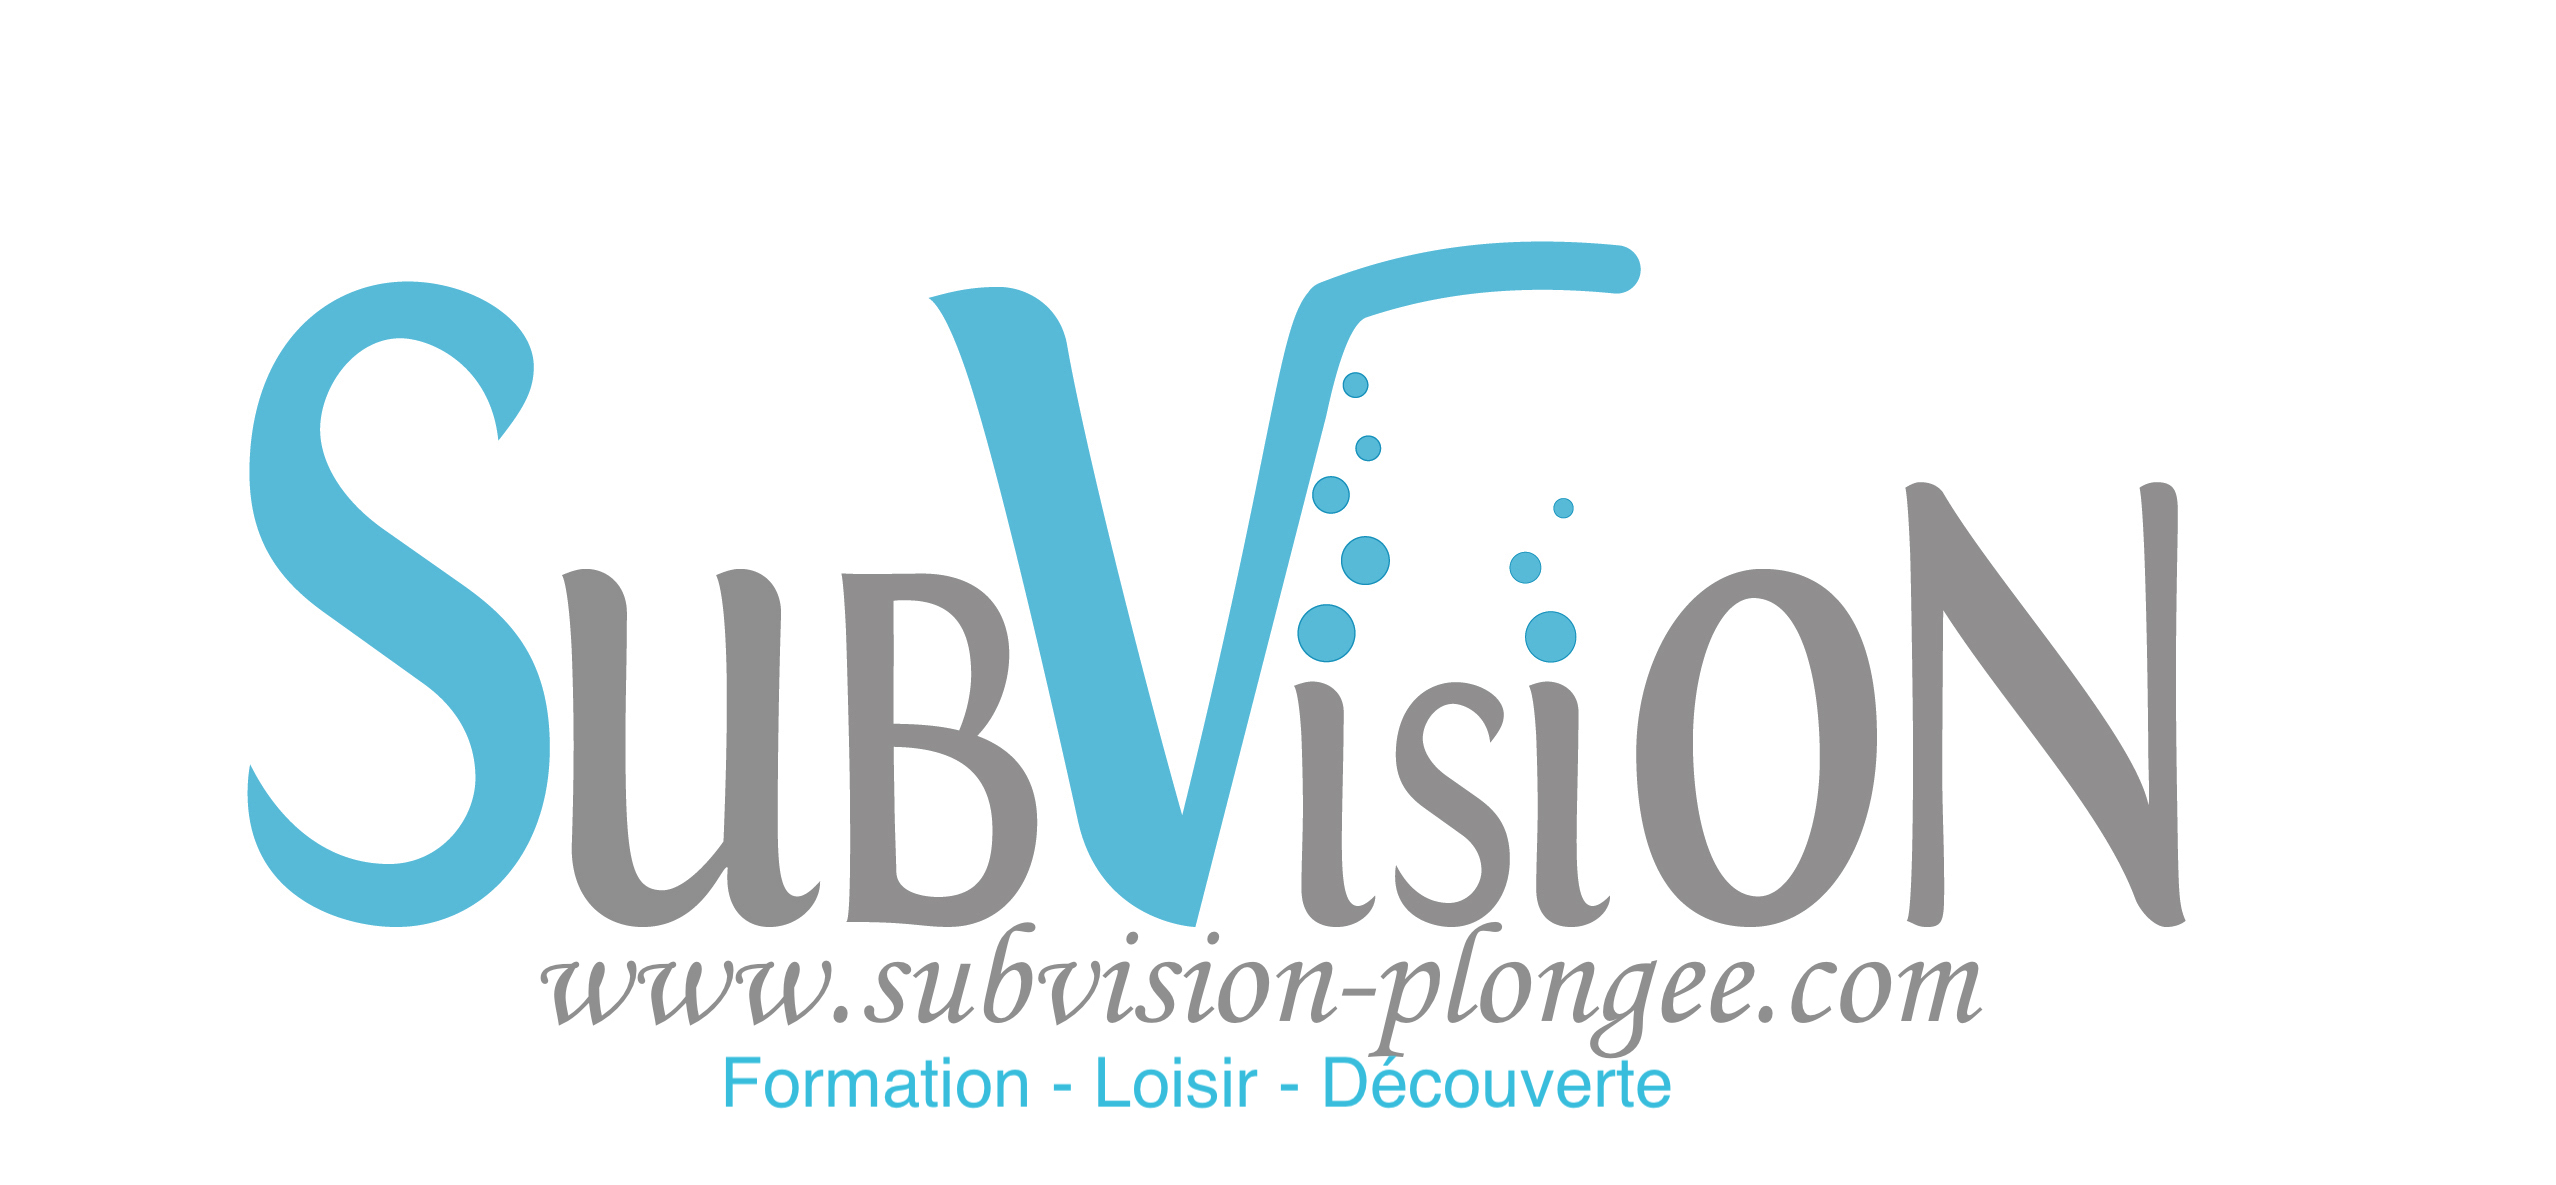 SuBVisioN
www.subvision-plongee.com
Formation - Loisir - Découverte